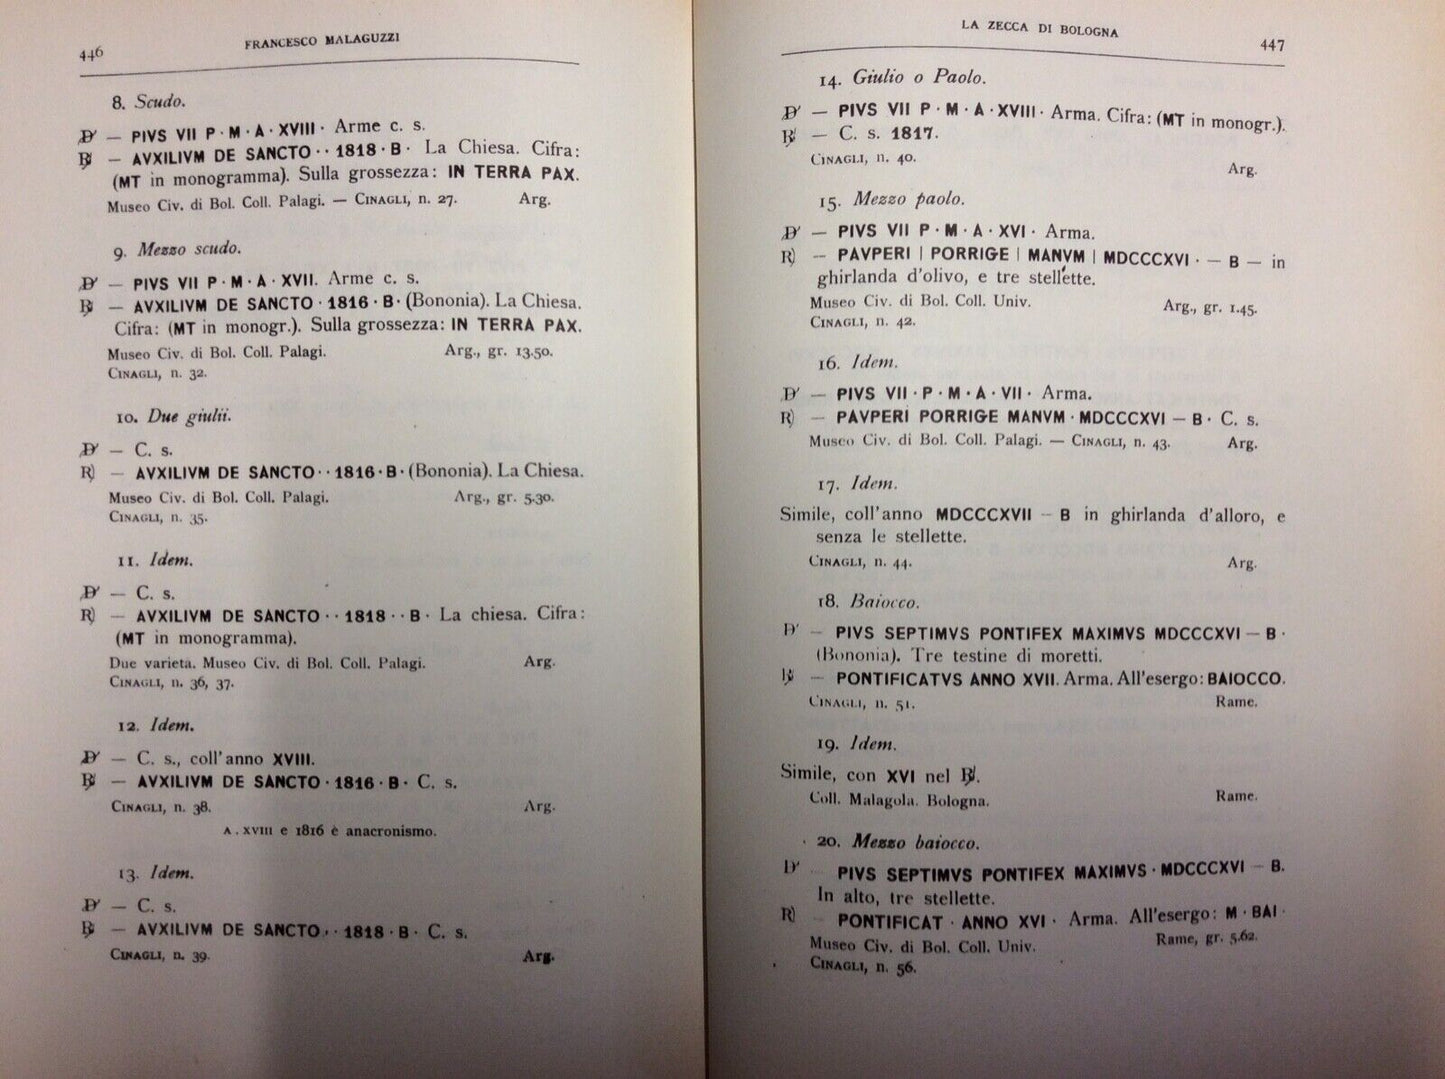 446
FRANCESCO MALAGUZZI
8. Scudo.
D/ — PIVS VII P · M · A · XVIII · Arme c. s.
R/ — AVXILIVM DE SANCTO · · 1818 · B · La Chiesa. Cifra:
(MT in monogramma). Sulla grossezza: IN TERRA PAX.
Museo Civ. di Bol. Coll. Palagi. — CINAGLI, n. 27. Arg.
9. Mezzo scudo.
D/ — PIVS VII P · M · A · XVII. Arme c. s.
R/ — AVXILIVM DE SANCTO · 1816 · B · (Bononia). La Chiesa.
Cifra: (MT in monogr.). Sulla grossezza: IN TERRA PAX.
Museo Civ. di Bol. Coll. Palagi. Arg., gr. 13.50.
CINAGLI, n. 32.
10. Due giulii.
D/ — C. s.
R) — AVXILIVM DE SANCTO · · 1816 · B · (Bononia). La Chiesa.
Museo Civ. di Bol. Coll. Palagi. Arg., gr. 5.30.
CINAGLI, n. 35.
11. Idem.
D/ — C. s.
R) — AVXILIVM DE SANCTO · · 1818 · · B · La chiesa. Cifra:
(MT in monogramma).
Due varieta. Museo Civ. di Bol. Coll. Palagi. Arg.
CINAGLI, n. 36, 37.
12. Idem.
D/ — C. s., coll'anno XVIII.
R/ — AVXILIVM DE SANCTO · 1816 · B · C. s.
CINAGLI, n. 38. Arg.
A . XVIII e 1816 è anacronismo.
13. Idem.
D/ — C. s.
R/ — AVXILIVM DE SANCTO · · 1818 · B · C. s.
CINAGLI, n. 39. Arg.
LA ZECCA DI BOLOGNA
447
14. Giulio o Paolo.
D/ — PIVS VII P · M · A · XVIII · Arma. Cifra: (MT in monogr.).
R/ — C. s. 1817.
CINAGLI, n. 40.
Arg.
15. Mezzo paolo.
D/ — PIVS VII P · M · A · XVI · Arma.
R) — PAVPERI | PORRIGE | MANVM | MDCCCXVI · — B — in
ghirlanda d'olivo, e tre stellette.
Museo Civ. di Bol. Coll. Univ. Arg., gr. 1.45.
CINAGLI, n. 42.
16. Idem.
D/ — PIVS VII · P · M · A · VII · Arma.
R) — PAVPERI PORRIGE MANVM · MDCCCXVI — B · C. s.
Museo Civ. di Bol. Coll. Palagi. — CINAGLI, n. 43. Arg.
17. Idem.
Simile, coll'anno MDCCCXVII — B in ghirlanda d'alloro, e
senza le stellette.
CINAGLI, n. 44. Arg.
18. Baiocco.
D/ — PIVS SEPTIMVS PONTIFEX MAXIMVS MDCCCXVI — B ·
(Bononia). Tre testine di moretti.
R/ — PONTIFICATVS ANNO XVII. Arma. All'esergo: BAIOCCO.
CINAGLI, n. 51. Rame.
19. Idem.
Simile, con XVI nel R/.
Coll. Malagola. Bologna. Rame.
20. Mezzo baiocco.
D/ PIVS SEPTIMVS PONTIFEX MAXIMVS · MDCCCXVI — B.
In alto, tre stellette.
R) PONTIFICAT · ANNO XVI · Arma. All'esergo: M · BAI ·
Museo Civ. di Bol. Coll. Univ. Rame, gr. 5.62.
CINAGLI, n. 56.